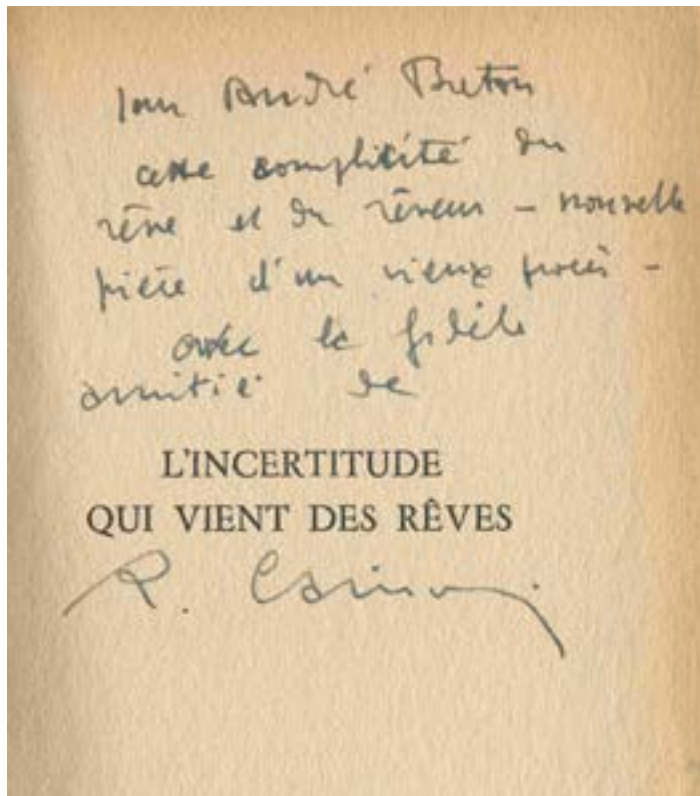 Pour André Breton
cette complicité du
rêve et du rêveur – nouvelle
pièce d'un vieux procès –
avec la fidèle
amitié de
L'INCERTITUDE
QUI VIENT DES RÊVES
R. Caillois